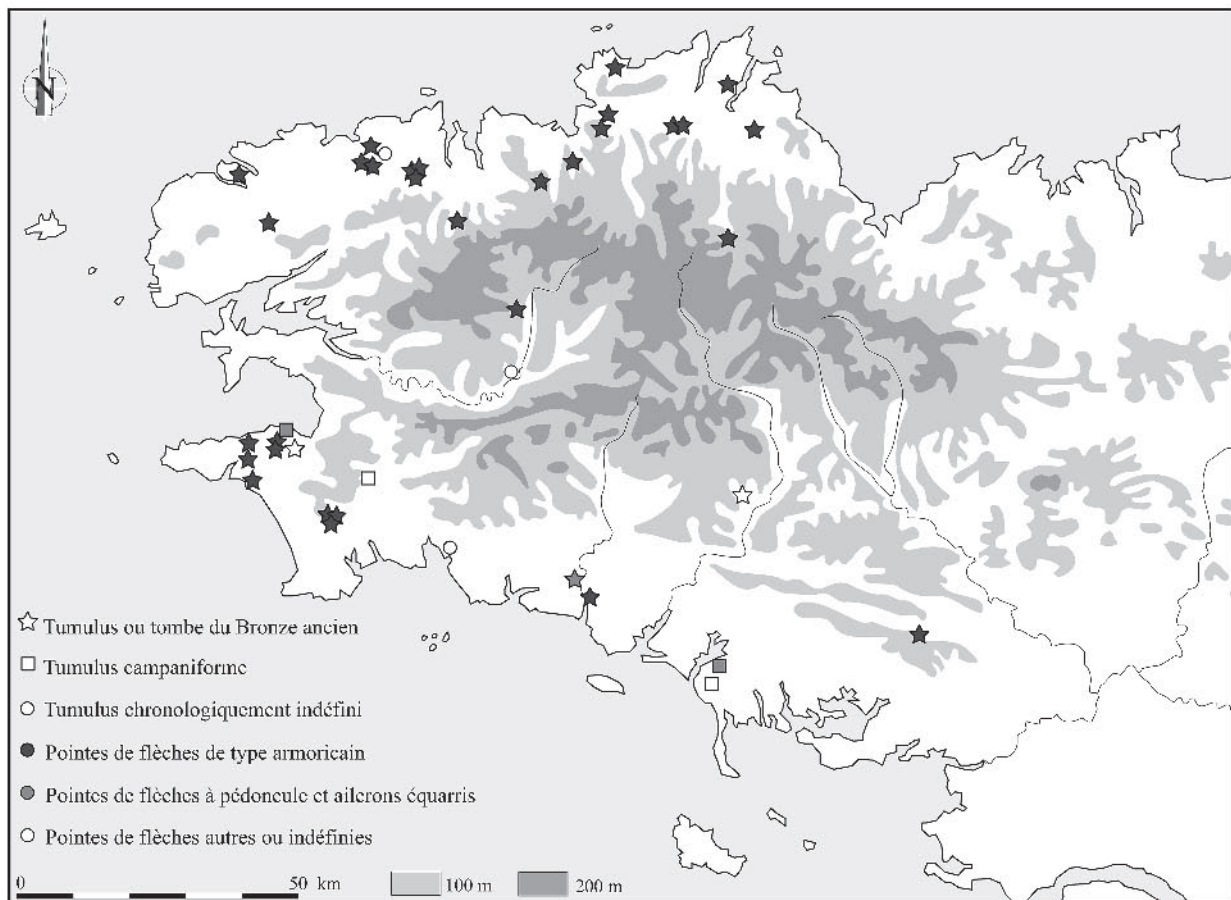 N
Tumulus ou tombe du Bronze ancien
Tumulus campaniforme
Tumulus chronologiquement indéfini
Pointes de flèches de type armoricain
Pointes de flèches à pédoncule et ailerons équarris
Pointes de flèches autres ou indéfinies
0 50 km 100 m 200 m